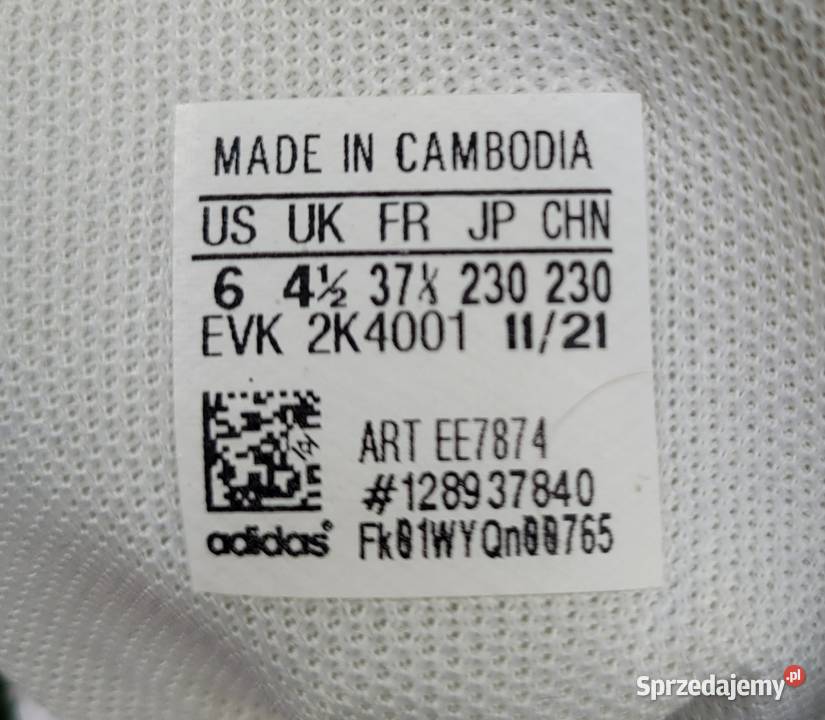 MADE IN CAMBODIA
US UK FR JP CHN
6 4½ 37⅓ 230 230
EVK 2K4001 11/21
ART EE7874
#128937840
adidas® Fk01WYQn00765
Sprzedajemy.pl